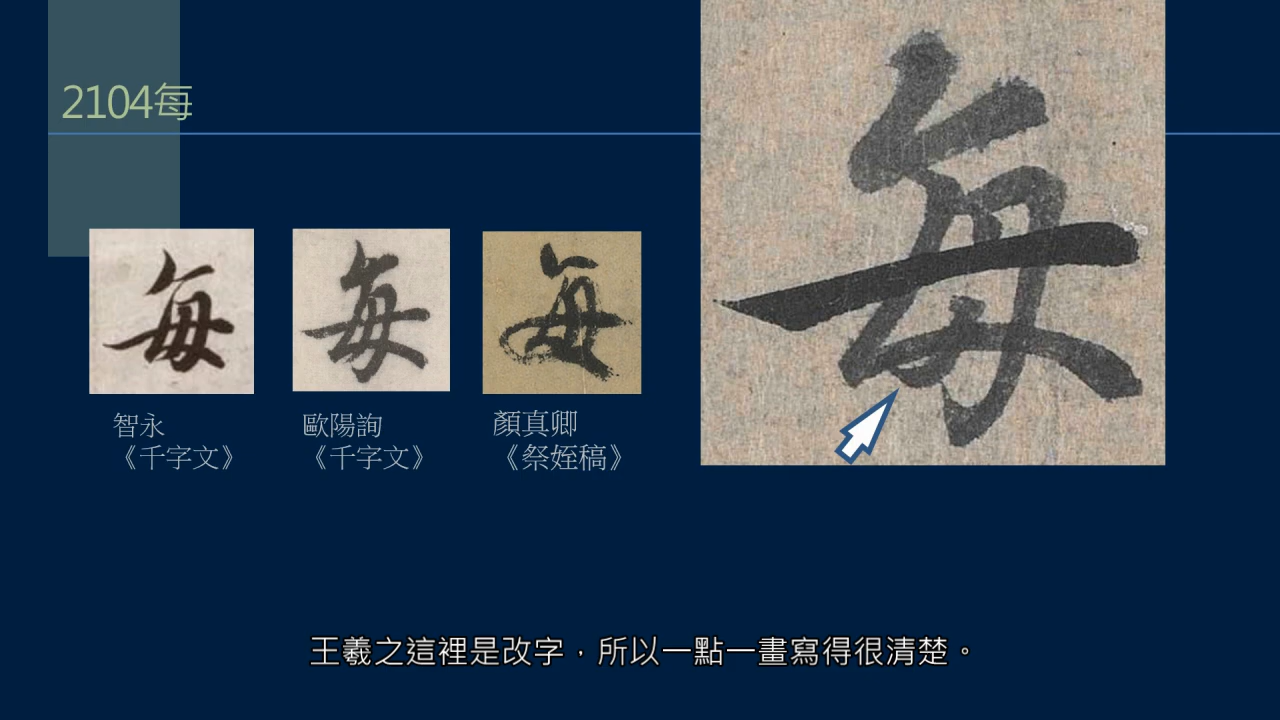 2104每
每
每
每
每
智永
《千字文》
歐陽詢
《千字文》
顏真卿
《祭姪稿》
王羲之這裡是改字，所以一點一畫寫得很清楚。